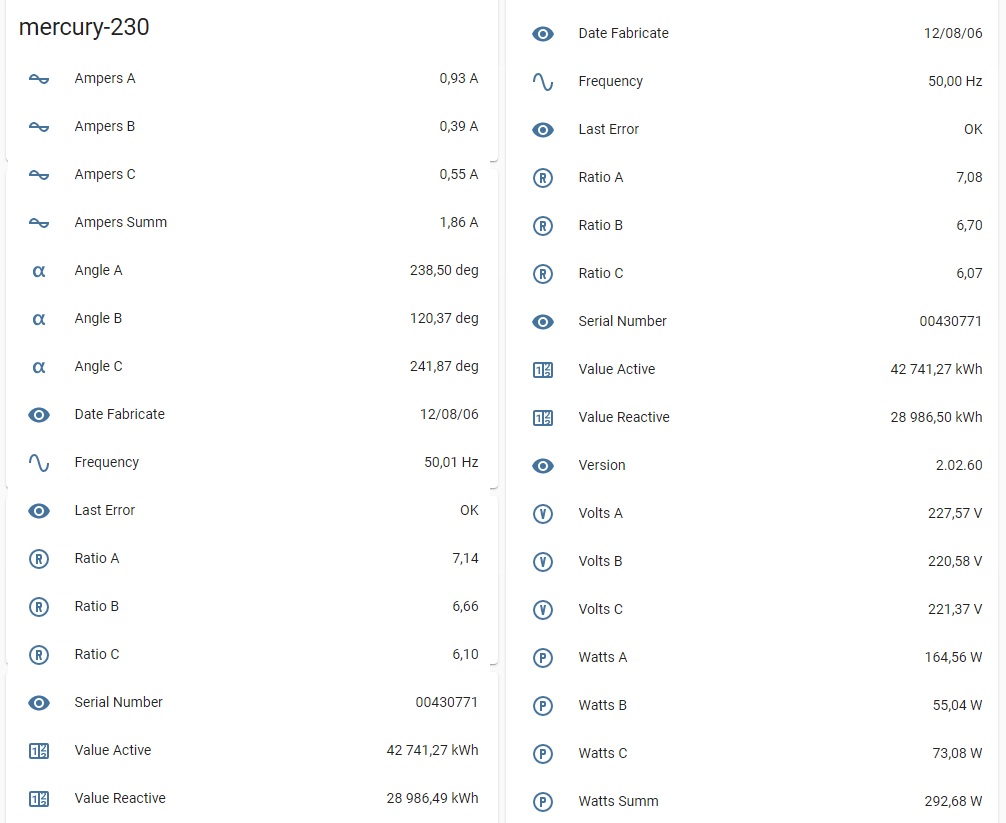 mercury-230
Ampers A 0,93 A
Ampers B 0,39 A
Ampers C 0,55 A
Ampers Summ 1,86 A
α Angle A 238,50 deg
α Angle B 120,37 deg
α Angle C 241,87 deg
Date Fabricate 12/08/06
Frequency 50,01 Hz
Last Error OK
R Ratio A 7,14
R Ratio B 6,66
R Ratio C 6,10
Serial Number 00430771
Value Active 42 741,27 kWh
Value Reactive 28 986,49 kWh
Date Fabricate 12/08/06
Frequency 50,00 Hz
Last Error OK
R Ratio A 7,08
R Ratio B 6,70
R Ratio C 6,07
Serial Number 00430771
Value Active 42 741,27 kWh
Value Reactive 28 986,50 kWh
Version 2.02.60
V Volts A 227,57 V
V Volts B 220,58 V
V Volts C 221,37 V
P Watts A 164,56 W
P Watts B 55,04 W
P Watts C 73,08 W
P Watts Summ 292,68 W